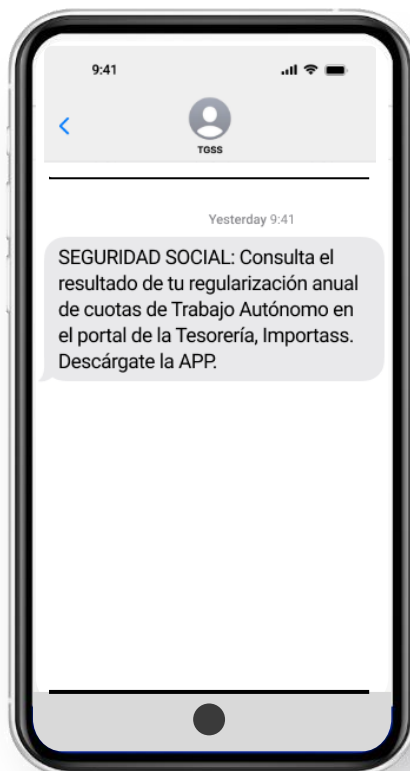 9:41
TGSS
Yesterday 9:41
SEGURIDAD SOCIAL: Consulta el
resultado de tu regularización anual
de cuotas de Trabajo Autónomo en
el portal de la Tesorería, Importass.
Descárgate la APP.